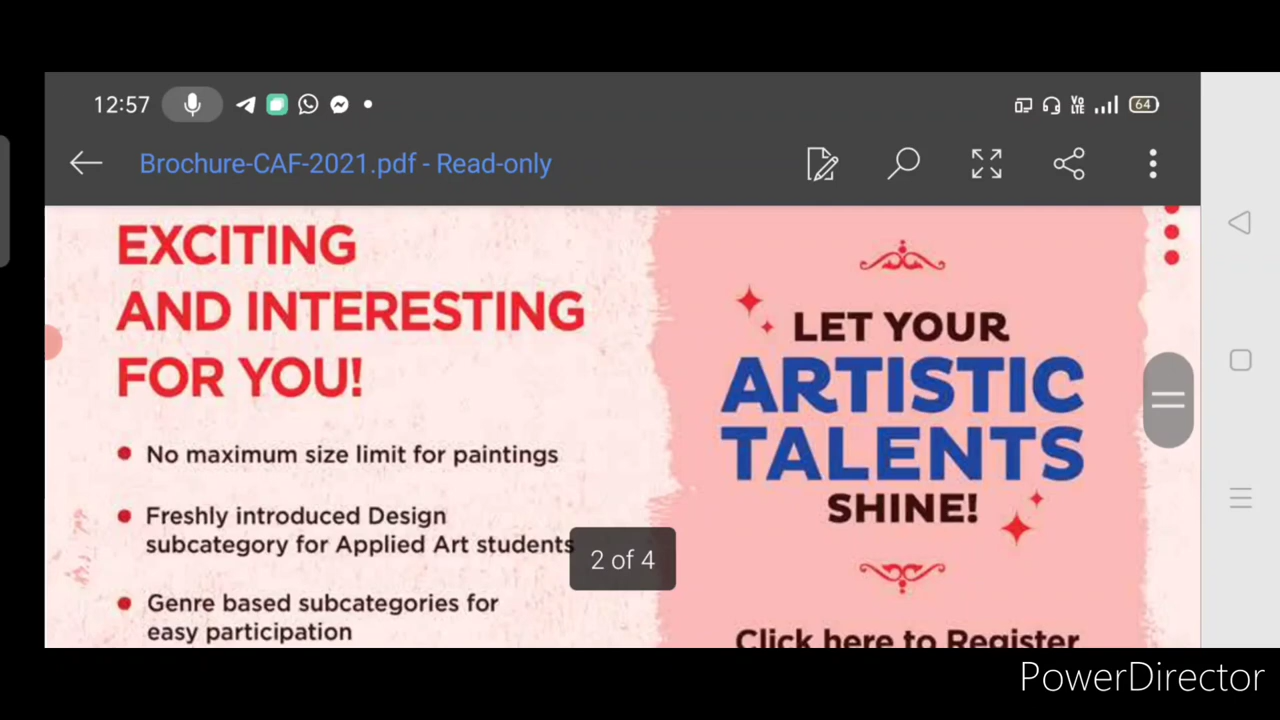 12:57
Vo
LTE
64
Brochure-CAF-2021.pdf - Read-only
EXCITING
AND INTERESTING
FOR YOU!
No maximum size limit for paintings
Freshly introduced Design
subcategory for Applied Art students
Genre based subcategories for
easy participation
2 of 4
LET YOUR
ARTISTIC
TALENTS
SHINE!
Click here to Register
PowerDirector